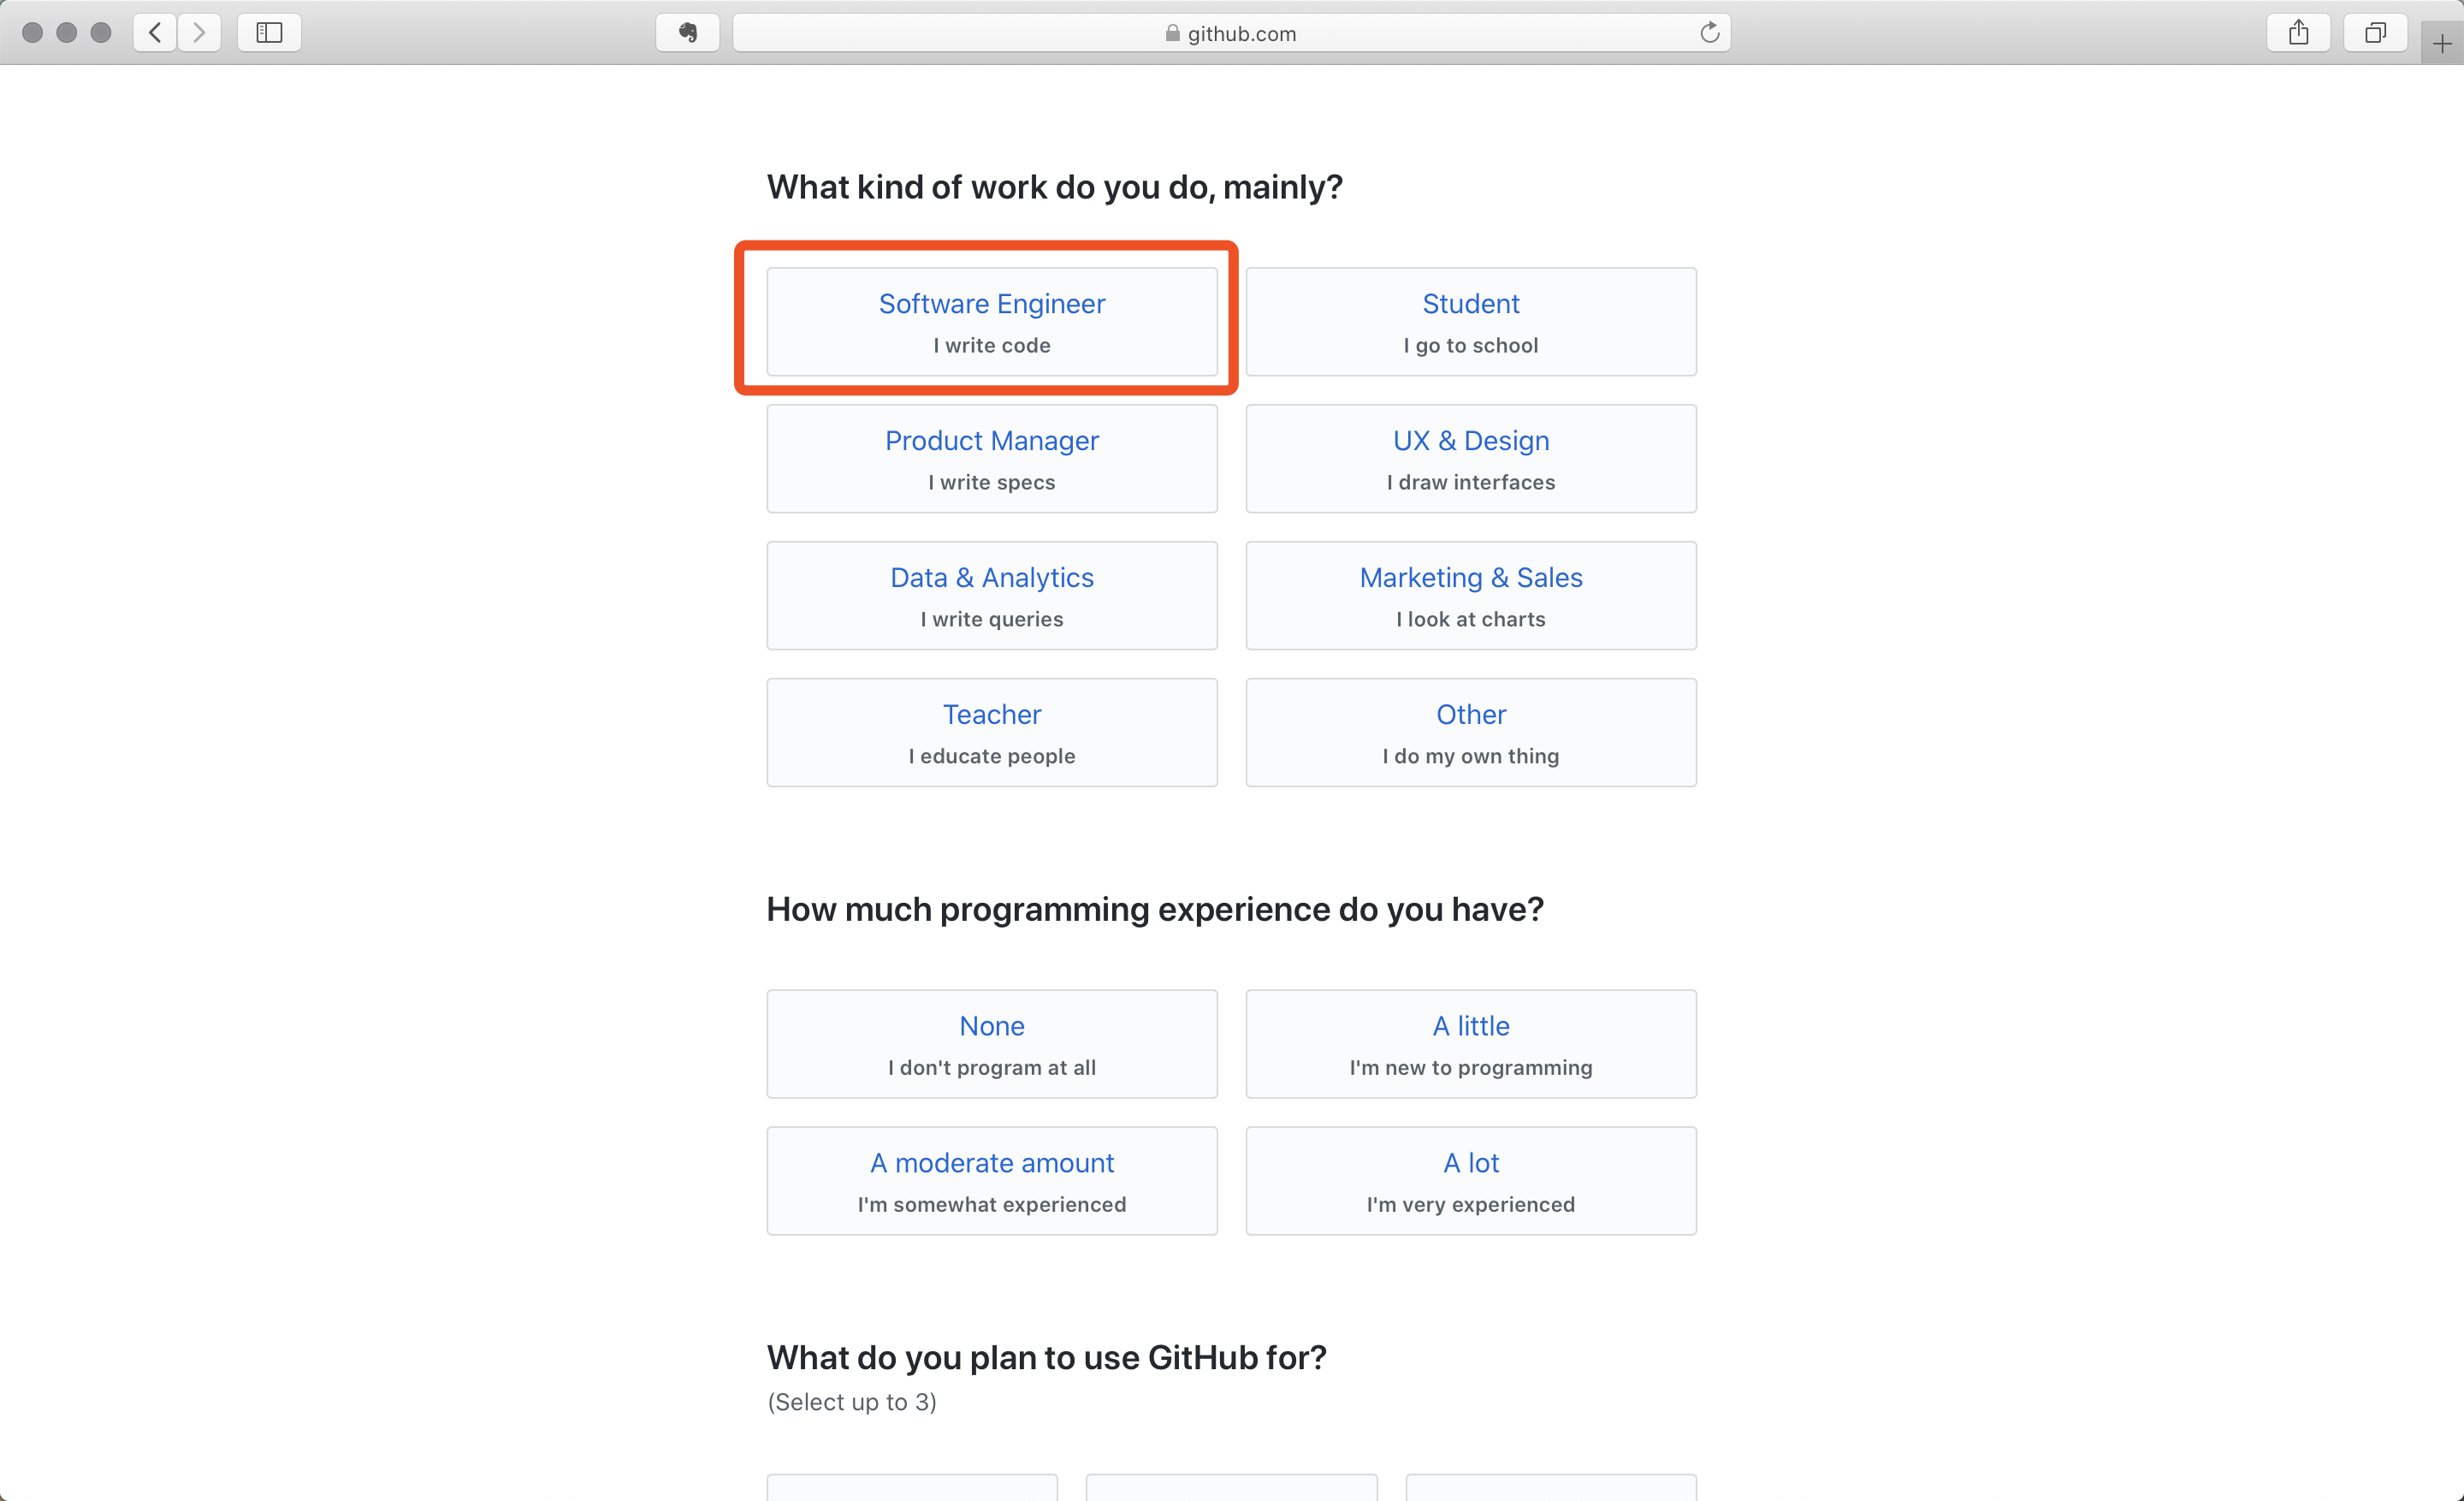 github.com
What kind of work do you do, mainly?
Software Engineer
I write code
Student
I go to school
Product Manager
I write specs
UX & Design
I draw interfaces
Data & Analytics
I write queries
Marketing & Sales
I look at charts
Teacher
I educate people
Other
I do my own thing
How much programming experience do you have?
None
I don't program at all
A little
I'm new to programming
A moderate amount
I'm somewhat experienced
A lot
I'm very experienced
What do you plan to use GitHub for?
(Select up to 3)